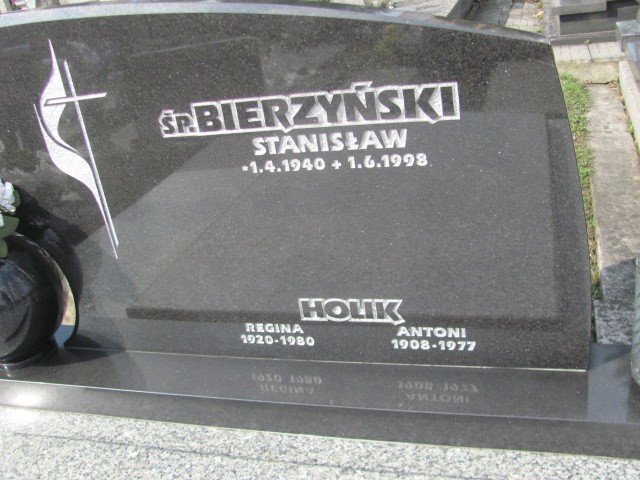 ŚP. BIERZYŃSKI
STANISŁAW
*1.4.1940 + 1.6.1998
HOLIK
REGINA ANTONI
1920-1980 1908-1977